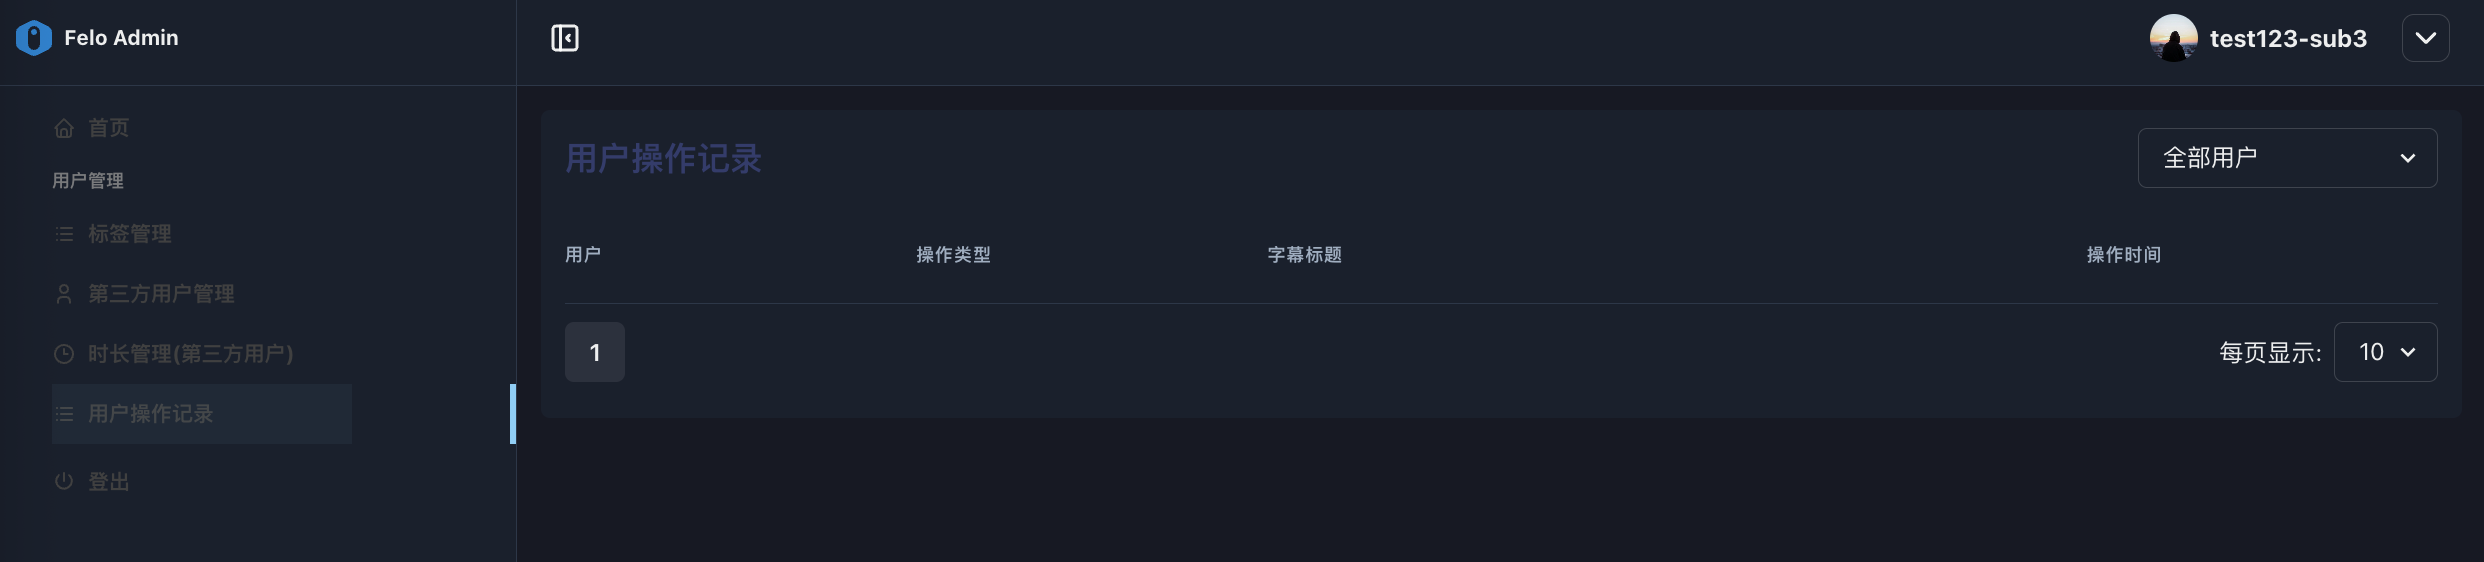 Felo Admin
test123-sub3
首页
用户管理
标签管理
第三方用户管理
时长管理(第三方用户)
用户操作记录
登出
用户操作记录
全部用户
用户 操作类型 字幕标题 操作时间
1
每页显示: 10